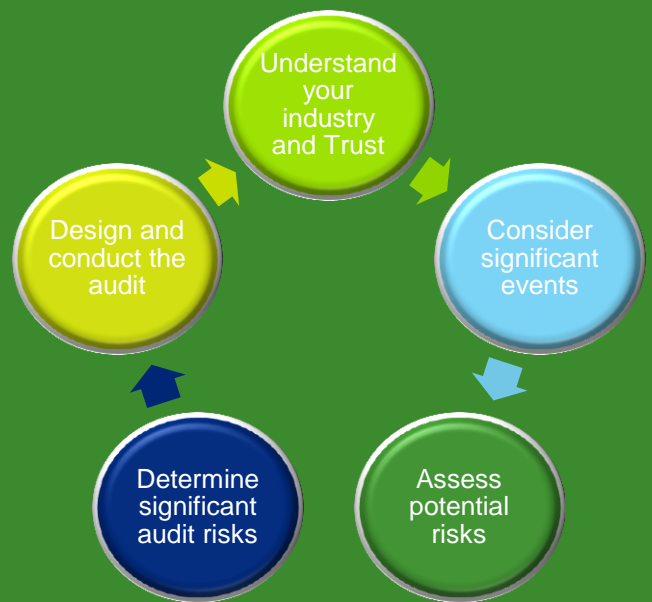 Understand
your
industry
and Trust
Consider
significant
events
Assess
potential
risks
Determine
significant
audit risks
Design and
conduct the
audit